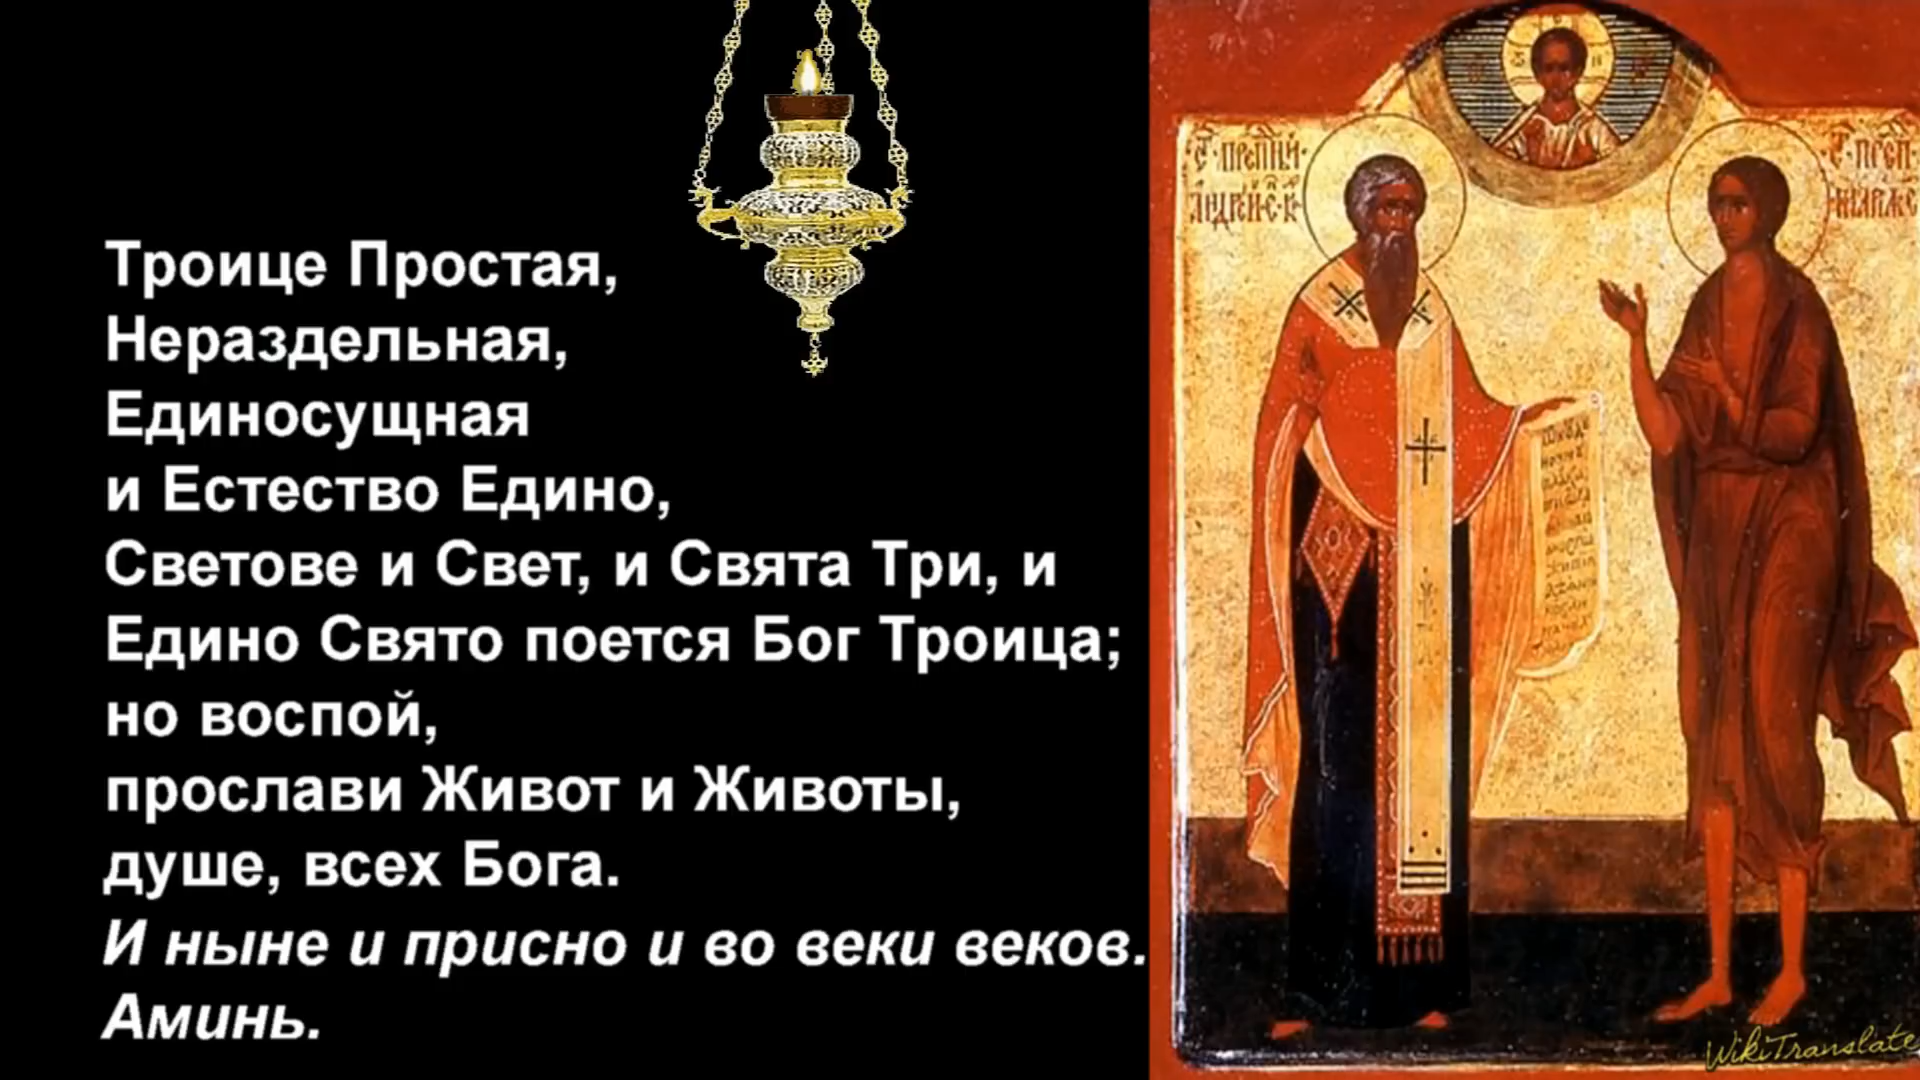 Троице Простая,
Нераздельная,
Единосущная
и Естество Едино,
Светове и Свет, и Свята Три, и
Едино Свято поется Бог Троица;
но воспой,
прослави Живот и Животы,
душе, всех Бога.
И ныне и присно и во веки веков.
Аминь.
WikiTranslate